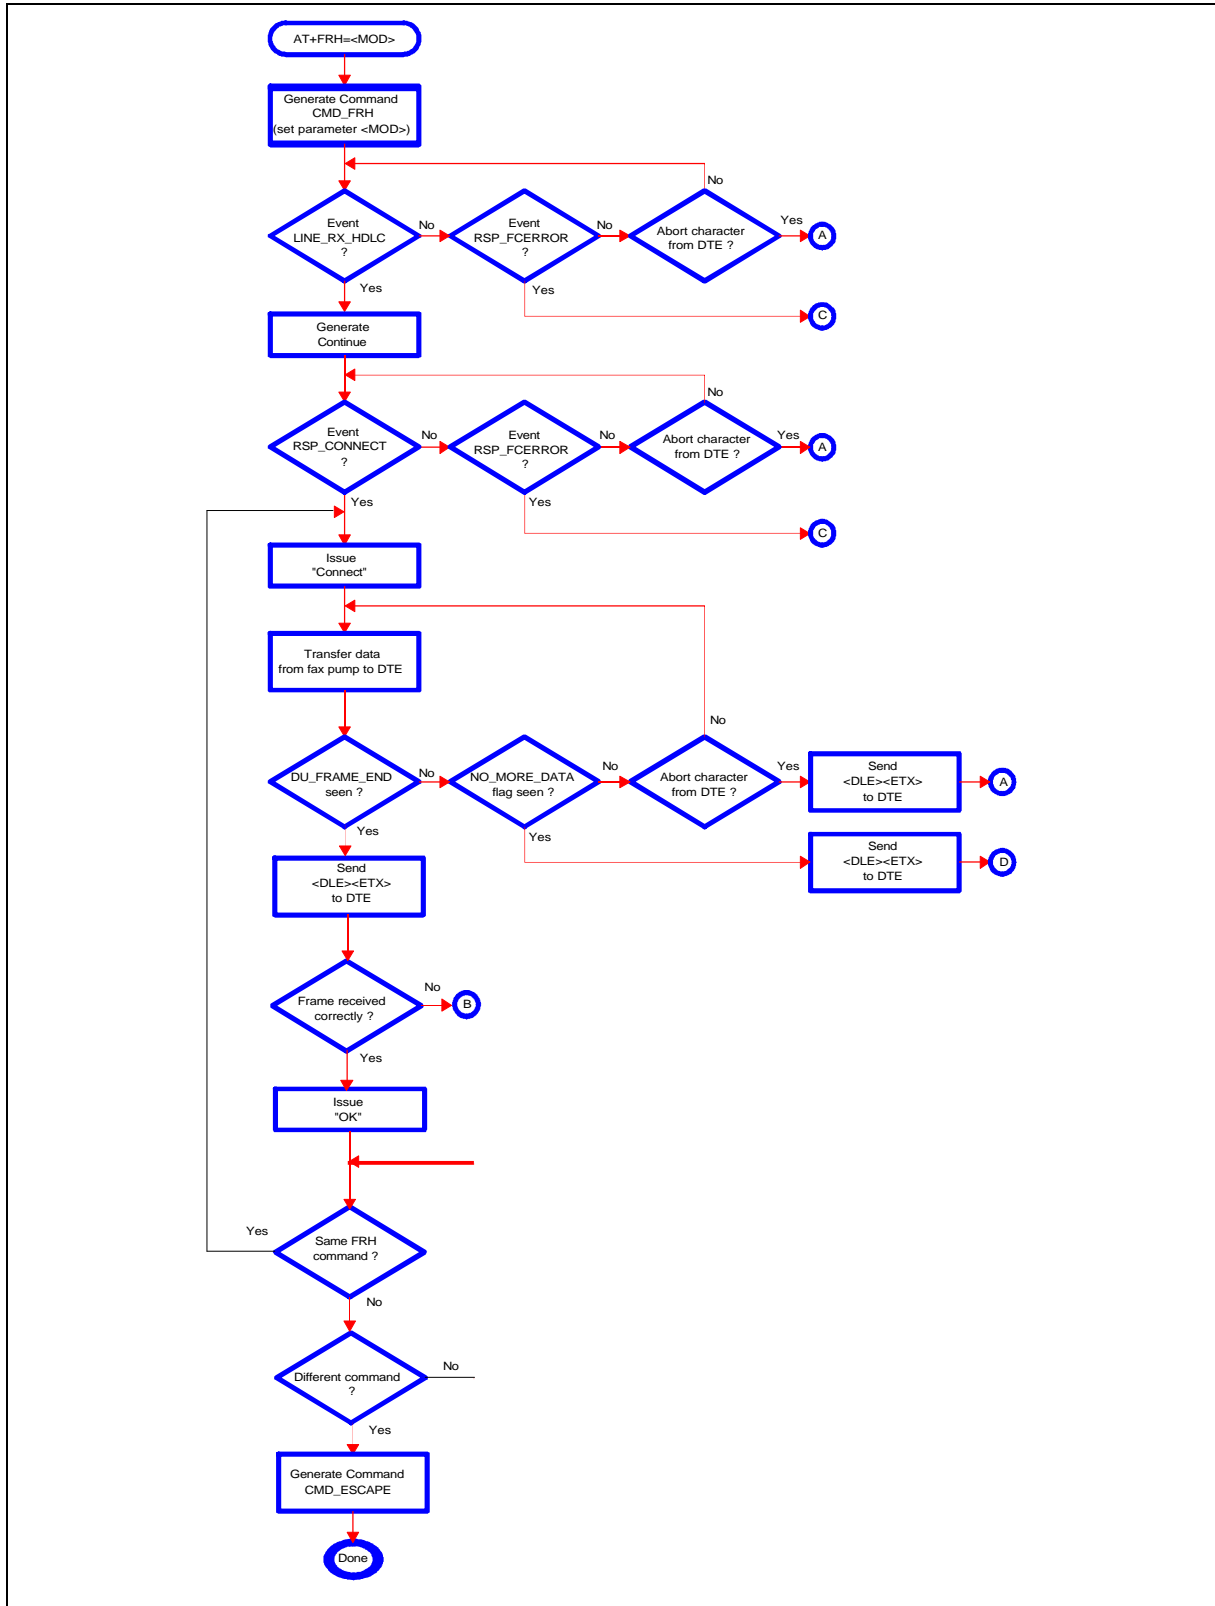 AT+FRH=<MOD>
Generate Command
CMD_FRH
(set parameter <MOD>)
No
Event
LINE_RX_HDLC
?
No
Event
RSP_FCERROR
?
No
Abort character
from DTE ?
Yes
A
Yes
Yes
C
Generate
Continue
No
Event
RSP_CONNECT
?
No
Event
RSP_FCERROR
?
No
Abort character
from DTE ?
Yes
A
Yes
Yes
C
Issue
"Connect"
Transfer data
from fax pump to DTE
No
DU_FRAME_END
seen ?
No
NO_MORE_DATA
flag seen ?
No
Abort character
from DTE ?
Yes
Send
<DLE><ETX>
to DTE
A
Yes
Yes
Send
<DLE><ETX>
to DTE
D
Send
<DLE><ETX>
to DTE
Frame received
correctly ?
No
B
Yes
Issue
"OK"
Yes
Same FRH
command ?
No
Different command
?
No
Yes
Generate Command
CMD_ESCAPE
Done